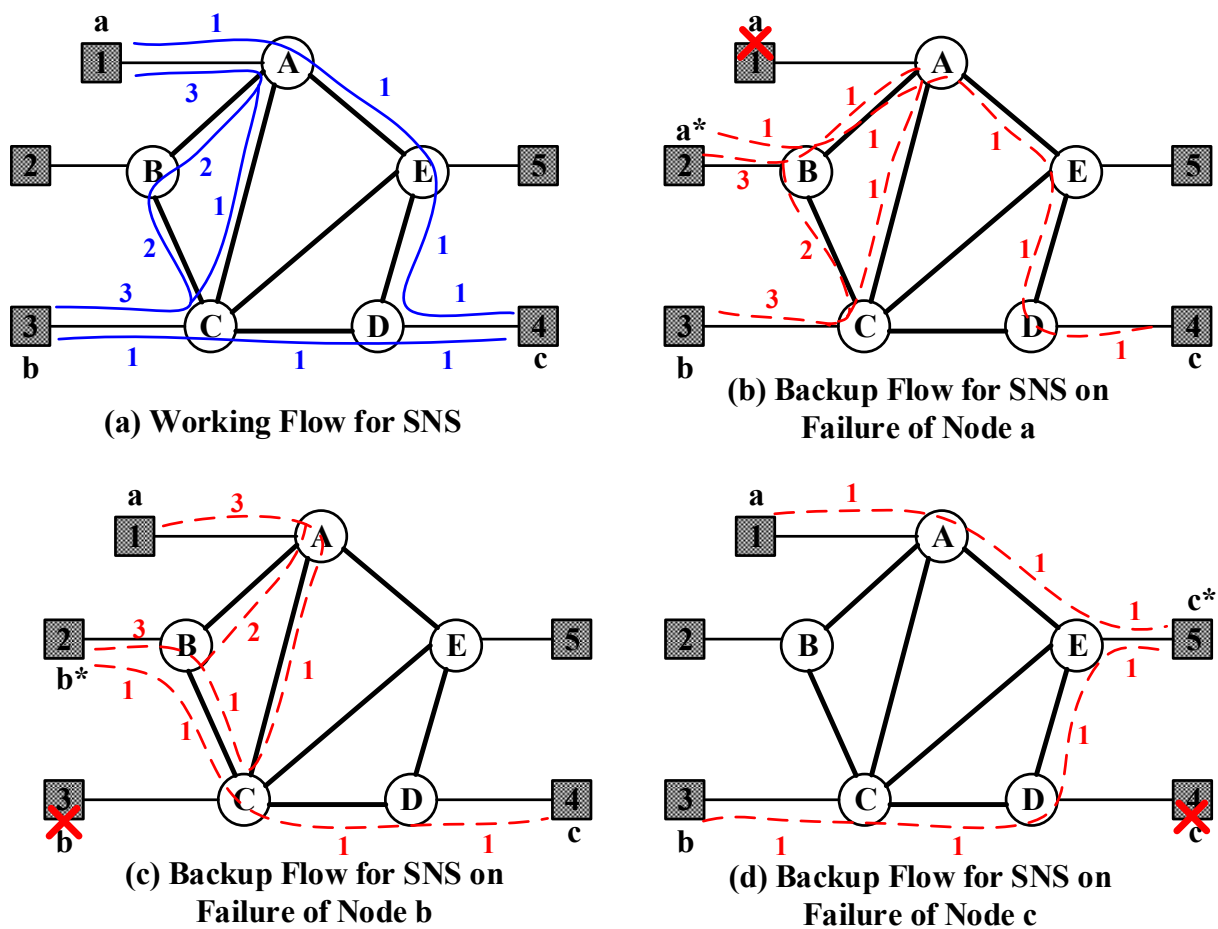 a
1
1
A
3
1
2
B
2
E
5
1
2
3
1
3
C
D
4
b
1
1
1
c
(a) Working Flow for SNS
a
1
A
1
a*
1
1
1
2
3
B
1
E
5
2
1
3
3
C
D
4
b
1
c
(b) Backup Flow for SNS on
Failure of Node a
a
3
1
A
2
3
B
2
E
5
b*
1
1
1
1
3
C
D
4
b
1
1
c
(c) Backup Flow for SNS on
Failure of Node b
a
1
1
A
1
1
c*
2
B
E
5
1
1
3
C
D
4
b
1
1
c
(d) Backup Flow for SNS on
Failure of Node c